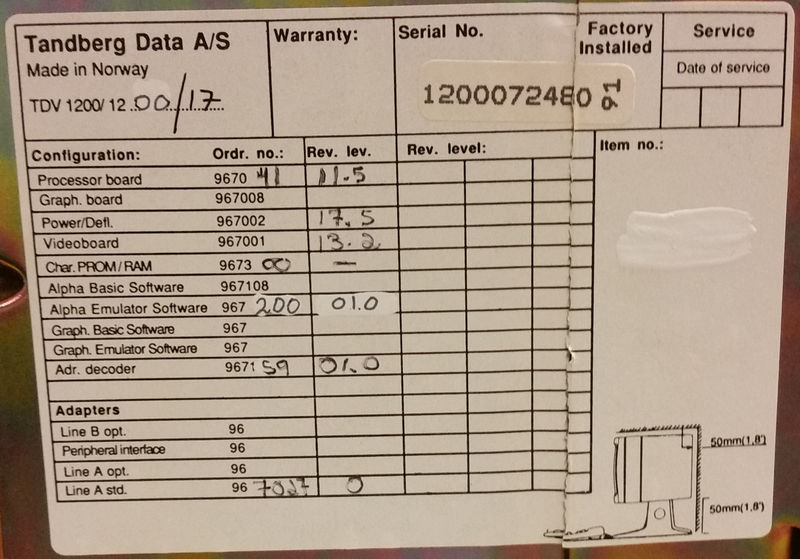 Tandberg Data A/S
Made in Norway
TDV 1200/ 12 00/17
Warranty:
Serial No.
1200072480 91
Factory
Installed
Service
Date of service
Configuration: Ordr. no.: Rev. lev. Rev. level: Item no.:
Processor board 9670 41 11.5
Graph. board 967008
Power/Defl. 967002 17.5
Videoboard 967001 13.2
Char. PROM/RAM 9673 00 –
Alpha Basic Software 967108
Alpha Emulator Software 967 200 01.0
Graph. Basic Software 967
Graph. Emulator Software 967
Adr. decoder 9671 59 01.0
Adapters
Line B opt. 96
Peripheral interface 96
Line A opt. 96
Line A std. 96 7027 0
50mm(1,8')
50mm(1,8')